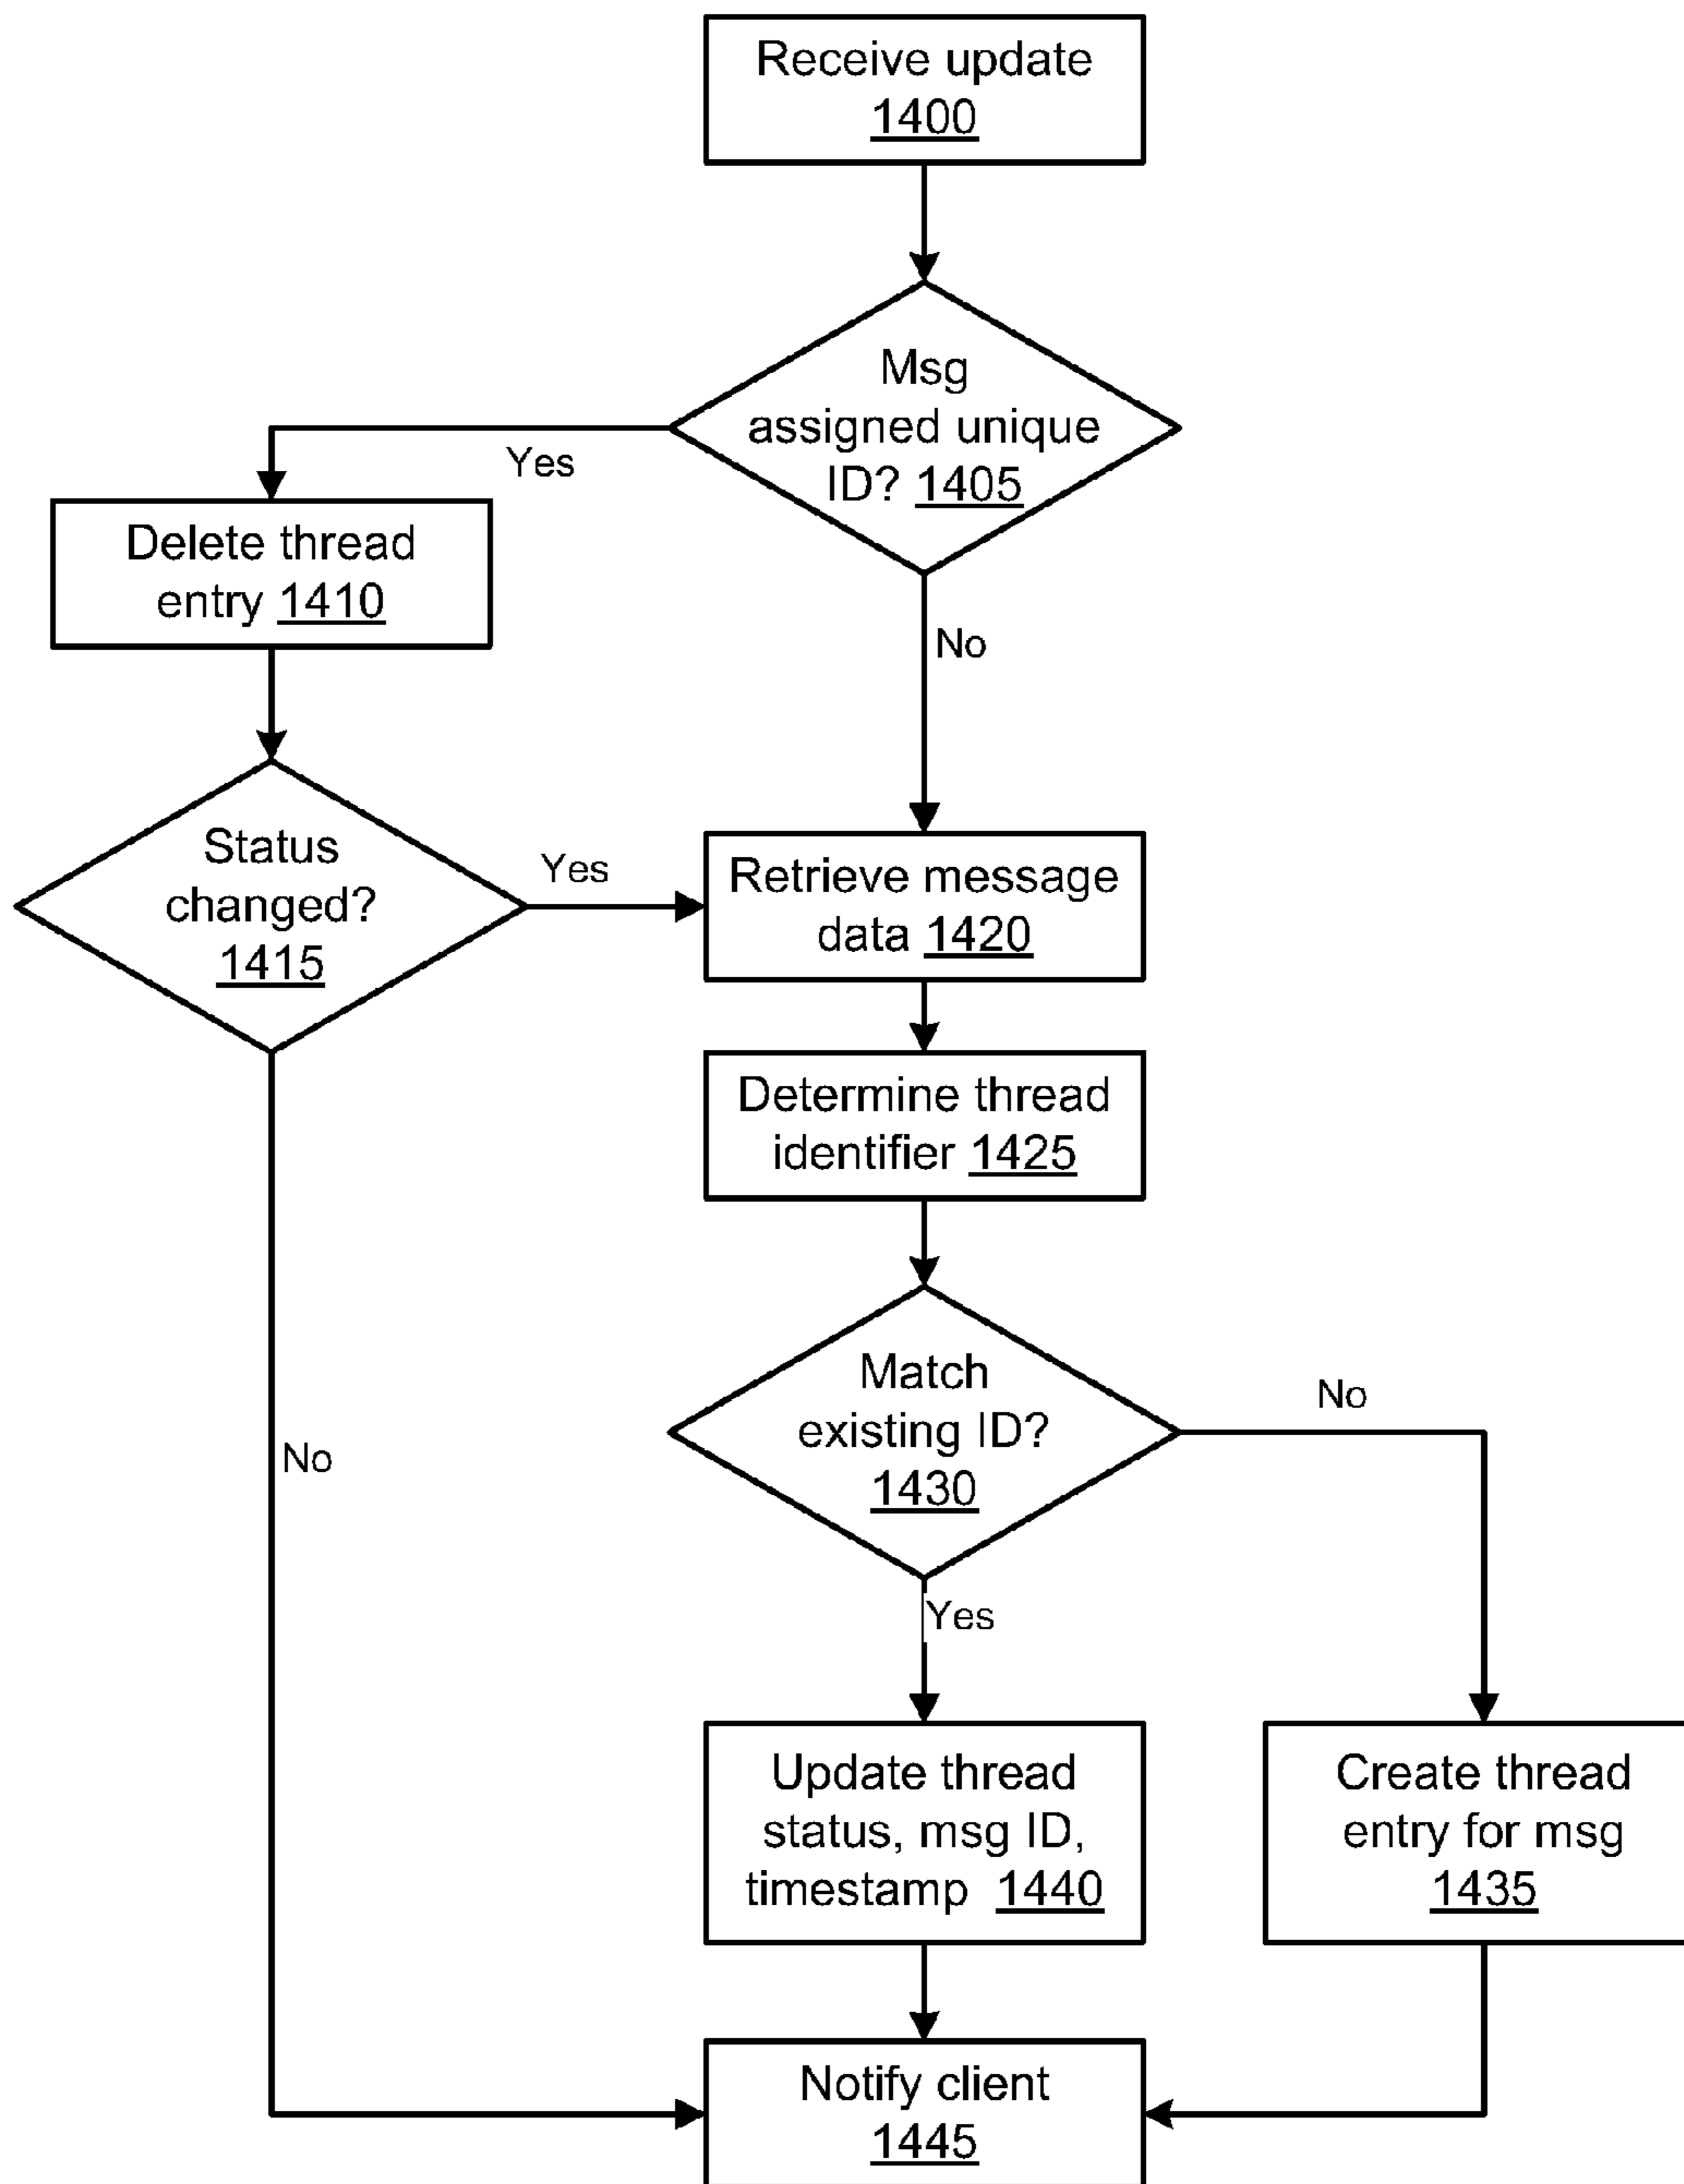 Receive update
1400
Msg
assigned unique
ID? 1405
Yes
Delete thread
entry 1410
No
Status
changed?
1415
Yes
Retrieve message
data 1420
Determine thread
identifier 1425
Match
existing ID?
1430
No
No
Yes
Update thread
status, msg ID,
timestamp 1440
Create thread
entry for msg
1435
Notify client
1445